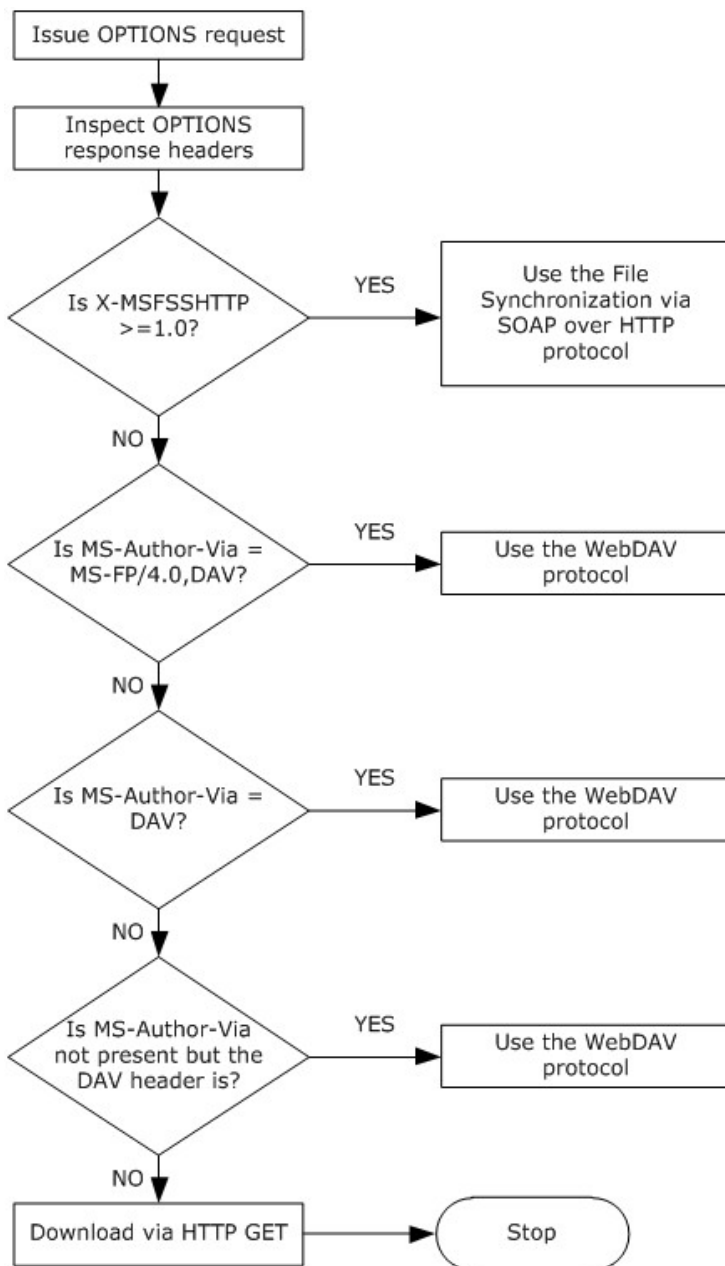 Issue OPTIONS request
Inspect OPTIONS
response headers
Is X-MSFSSHTTP
>=1.0?
YES
Use the File
Synchronization via
SOAP over HTTP
protocol
NO
Is MS-Author-Via =
MS-FP/4.0,DAV?
YES
Use the WebDAV
protocol
NO
Is MS-Author-Via =
DAV?
YES
Use the WebDAV
protocol
NO
Is MS-Author-Via
not present but the
DAV header is?
YES
Use the WebDAV
protocol
NO
Download via HTTP GET
Stop